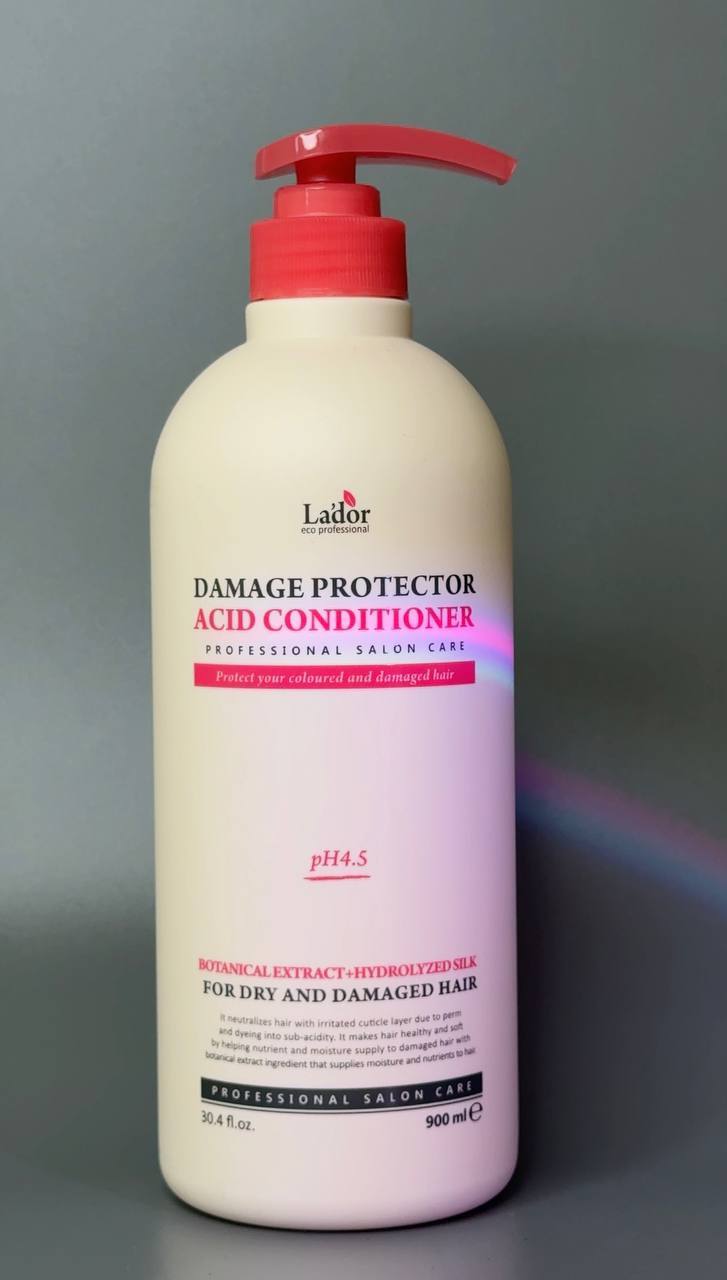 La'dor
eco professional
DAMAGE PROTECTOR
ACID CONDITIONER
PROFESSIONAL SALON CARE
Protect your coloured and damaged hair
pH4.5
BOTANICAL EXTRACT+HYDROLYZED SILK
FOR DRY AND DAMAGED HAIR
It neutralizes hair with irritated cuticle layer due to perm
and dyeing into sub-acidity. It makes hair healthy and soft
by helping nutrient and moisture supply to damaged hair with
botanical extract ingredient that supplies moisture and nutrients to hair.
PROFESSIONAL SALON CARE
30.4 fl.oz. 900 ml ℮